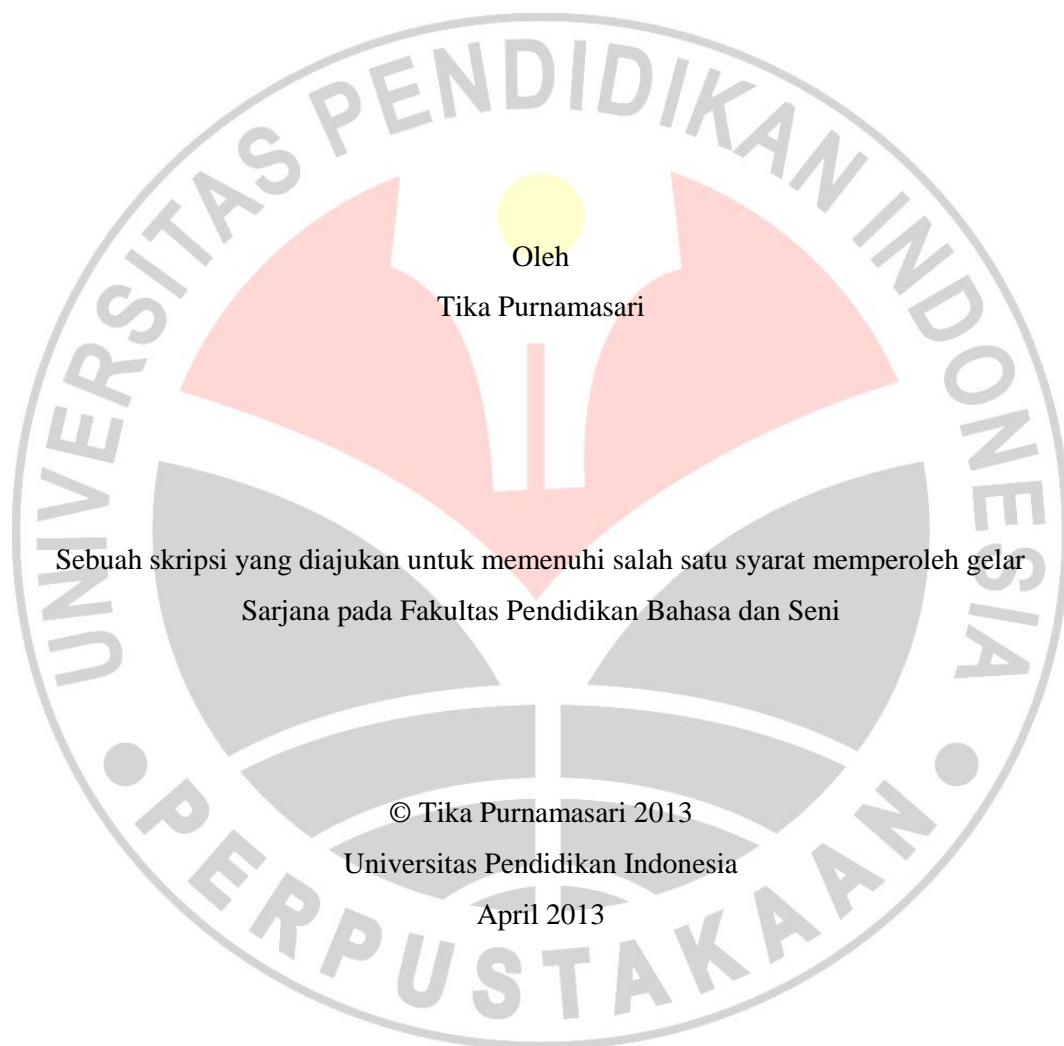 UNIVERSITAS PENDIDIKAN INDONESIA
Oleh
Tika Purnamasari
Sebuah skripsi yang diajukan untuk memenuhi salah satu syarat memperoleh gelar
Sarjana pada Fakultas Pendidikan Bahasa dan Seni
© Tika Purnamasari 2013
Universitas Pendidikan Indonesia
April 2013
PERPUSTAKAAN